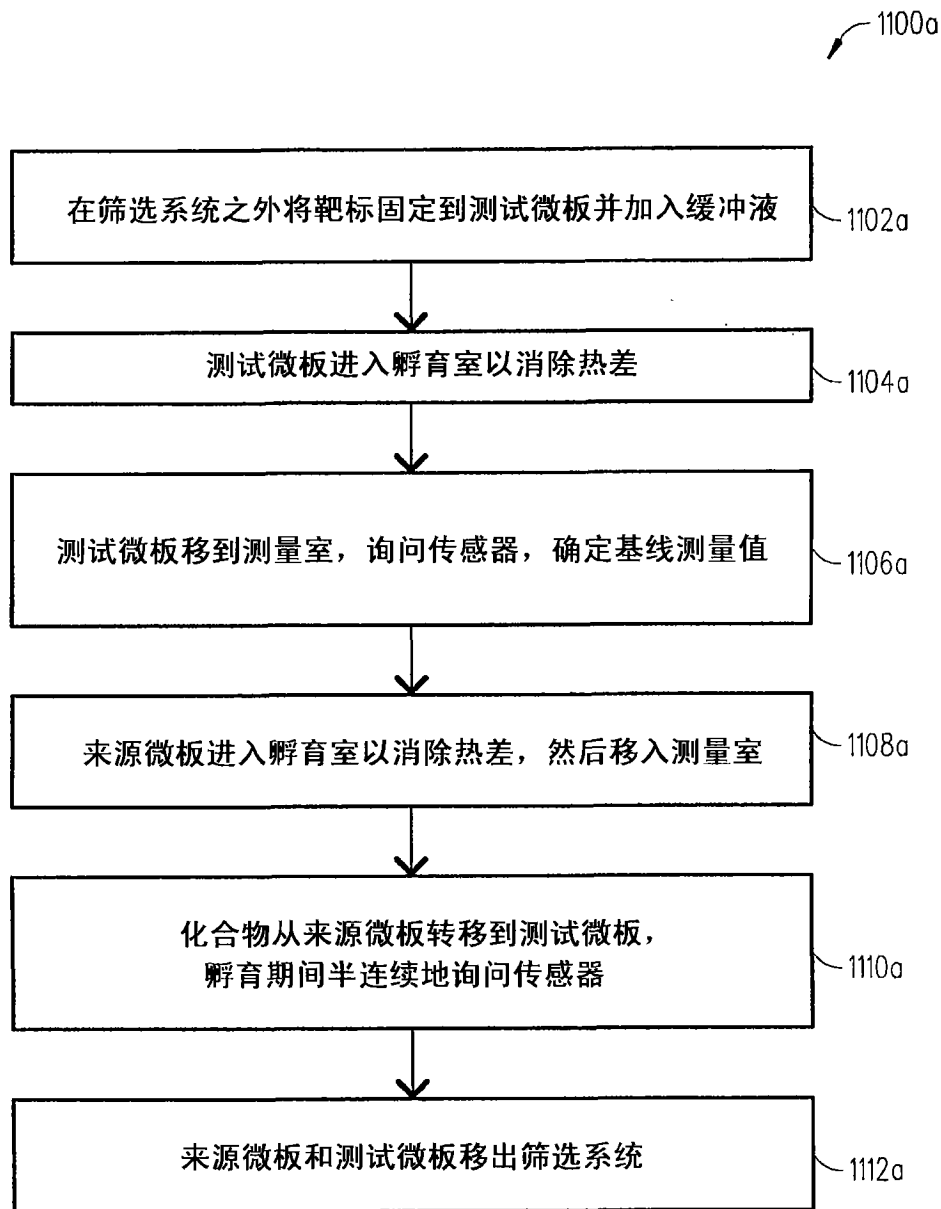 1100a
在筛选系统之外将靶标固定到测试微板并加入缓冲液
1102a
测试微板进入孵育室以消除热差
1104a
测试微板移到测量室，询问传感器，确定基线测量值
1106a
来源微板进入孵育室以消除热差，然后移入测量室
1108a
化合物从来源微板转移到测试微板，
孵育期间半连续地询问传感器
1110a
来源微板和测试微板移出筛选系统
1112a